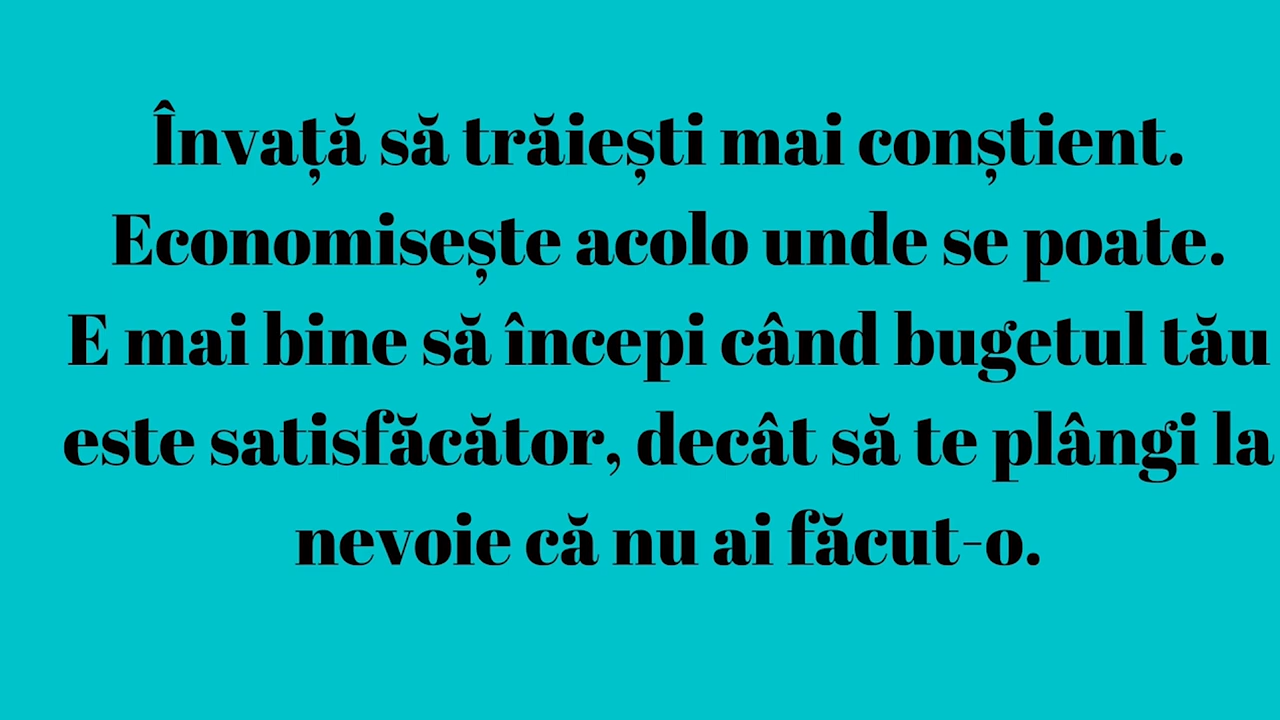 Învață să trăiești mai conștient.
Economisește acolo unde se poate.
E mai bine să începi când bugetul tău
este satisfăcător, decât să te plângi la
nevoie că nu ai făcut-o.